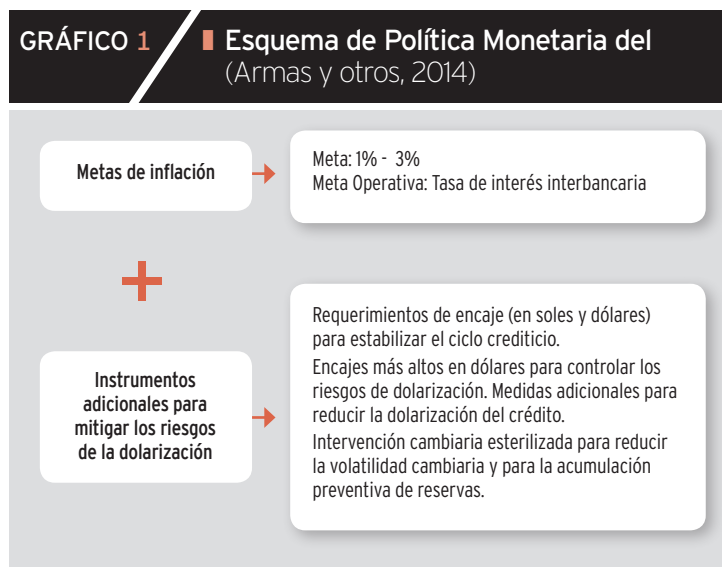 GRÁFICO 1
Esquema de Política Monetaria del
(Armas y otros, 2014)
Metas de inflación
Meta: 1% - 3%
Meta Operativa: Tasa de interés interbancaria
+
Instrumentos
adicionales para
mitigar los riesgos
de la dolarización
Requerimientos de encaje (en soles y dólares)
para estabilizar el ciclo crediticio.
Encajes más altos en dólares para controlar los
riesgos de dolarización. Medidas adicionales para
reducir la dolarización del crédito.
Intervención cambiaria esterilizada para reducir
la volatilidad cambiaria y para la acumulación
preventiva de reservas.